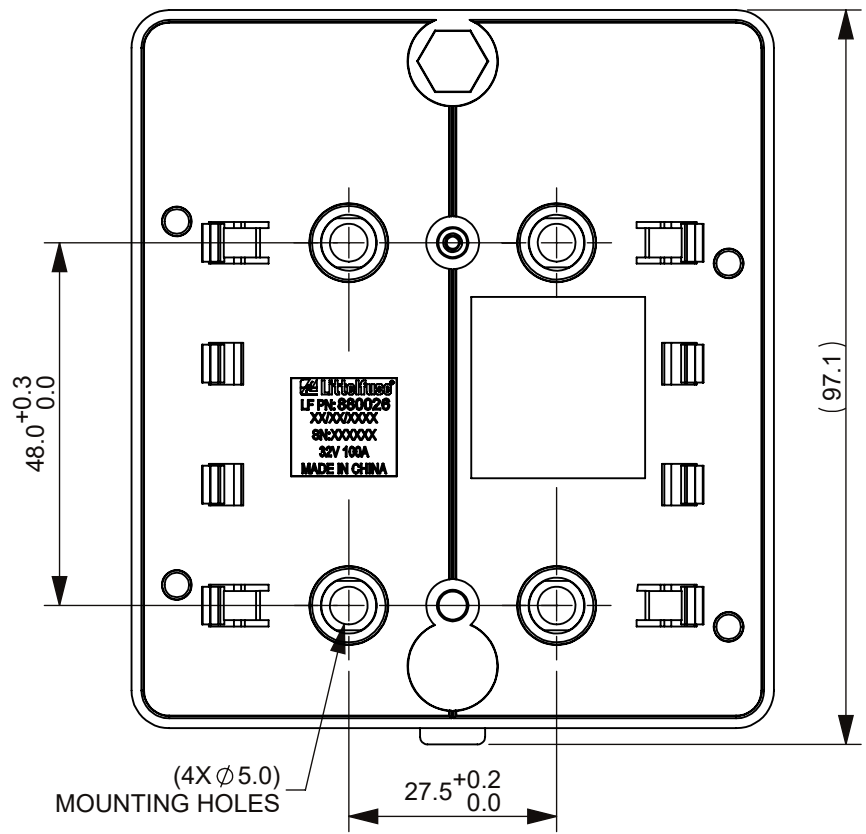 48.0 +0.3 0.0
(97.1)
Littelfuse®
LF PN: 880026
XX/XX/XXXX
SN:XXXXXX
32V 100A
MADE IN CHINA
(4X ∅ 5.0)
MOUNTING HOLES
27.5 +0.2 0.0